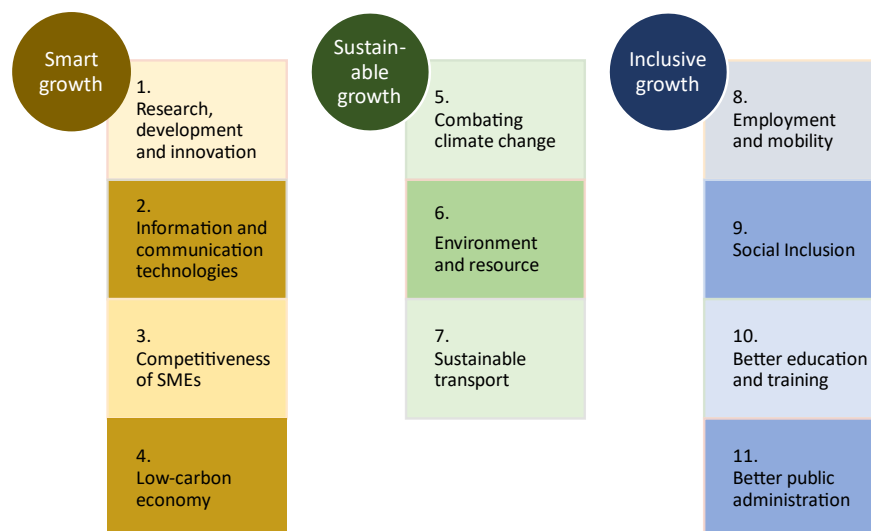 Smart
growth
1.
Research,
development
and innovation
2.
Information and
communication
technologies
3.
Competitiveness
of SMEs
4.
Low-carbon
economy
Sustain-
able
growth
5.
Combating
climate change
6.
Environment
and resource
7.
Sustainable
transport
Inclusive
growth
8.
Employment
and mobility
9.
Social Inclusion
10.
Better education
and training
11.
Better public
administration